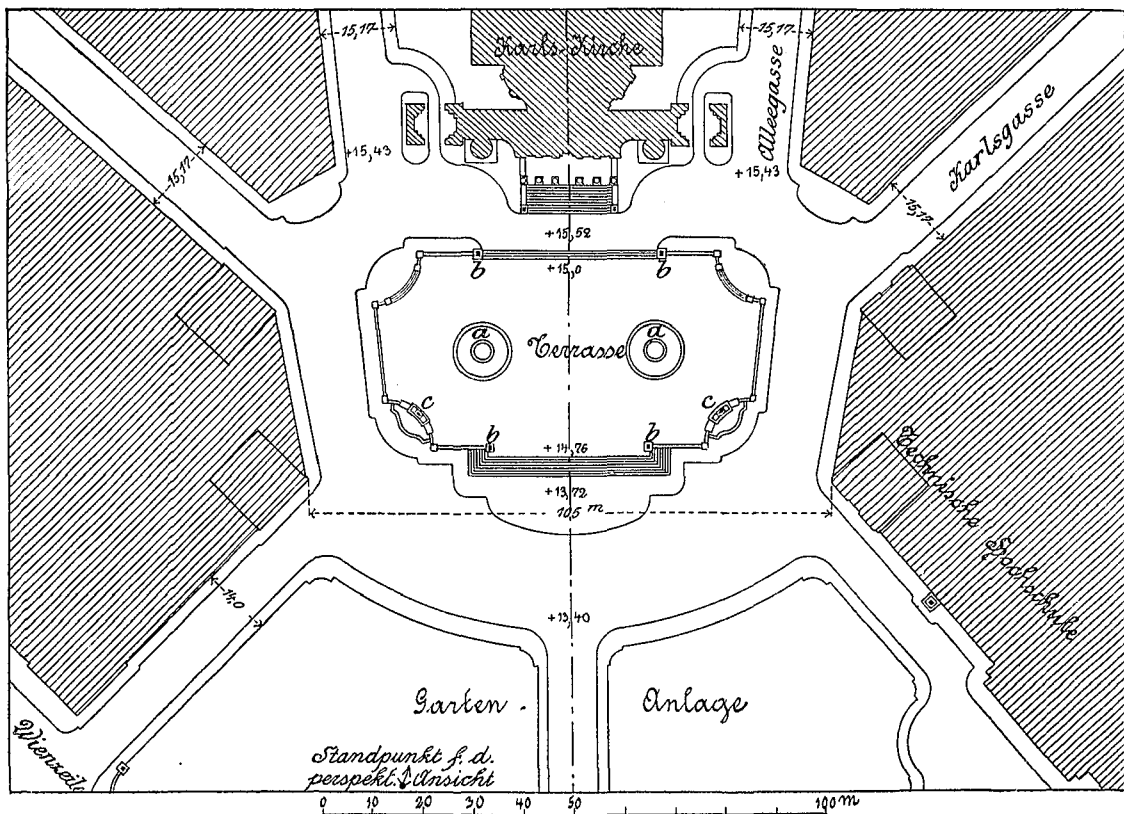 15,17
15,17
Karls-Kirche
Alleegasse
Karlsgasse
+15,43
+15,43
15,17
15,17
+15,52
b
b
+15,0
a
a
Terrasse
c
c
b
b
+14,76
+13,72
105 m
Technische Hochschule
14,0
+13,40
Garten
Anlage
Wienzeile
Standpunkt f. d.
perspekt. Ansicht
0 10 20 30 40 50 100 m